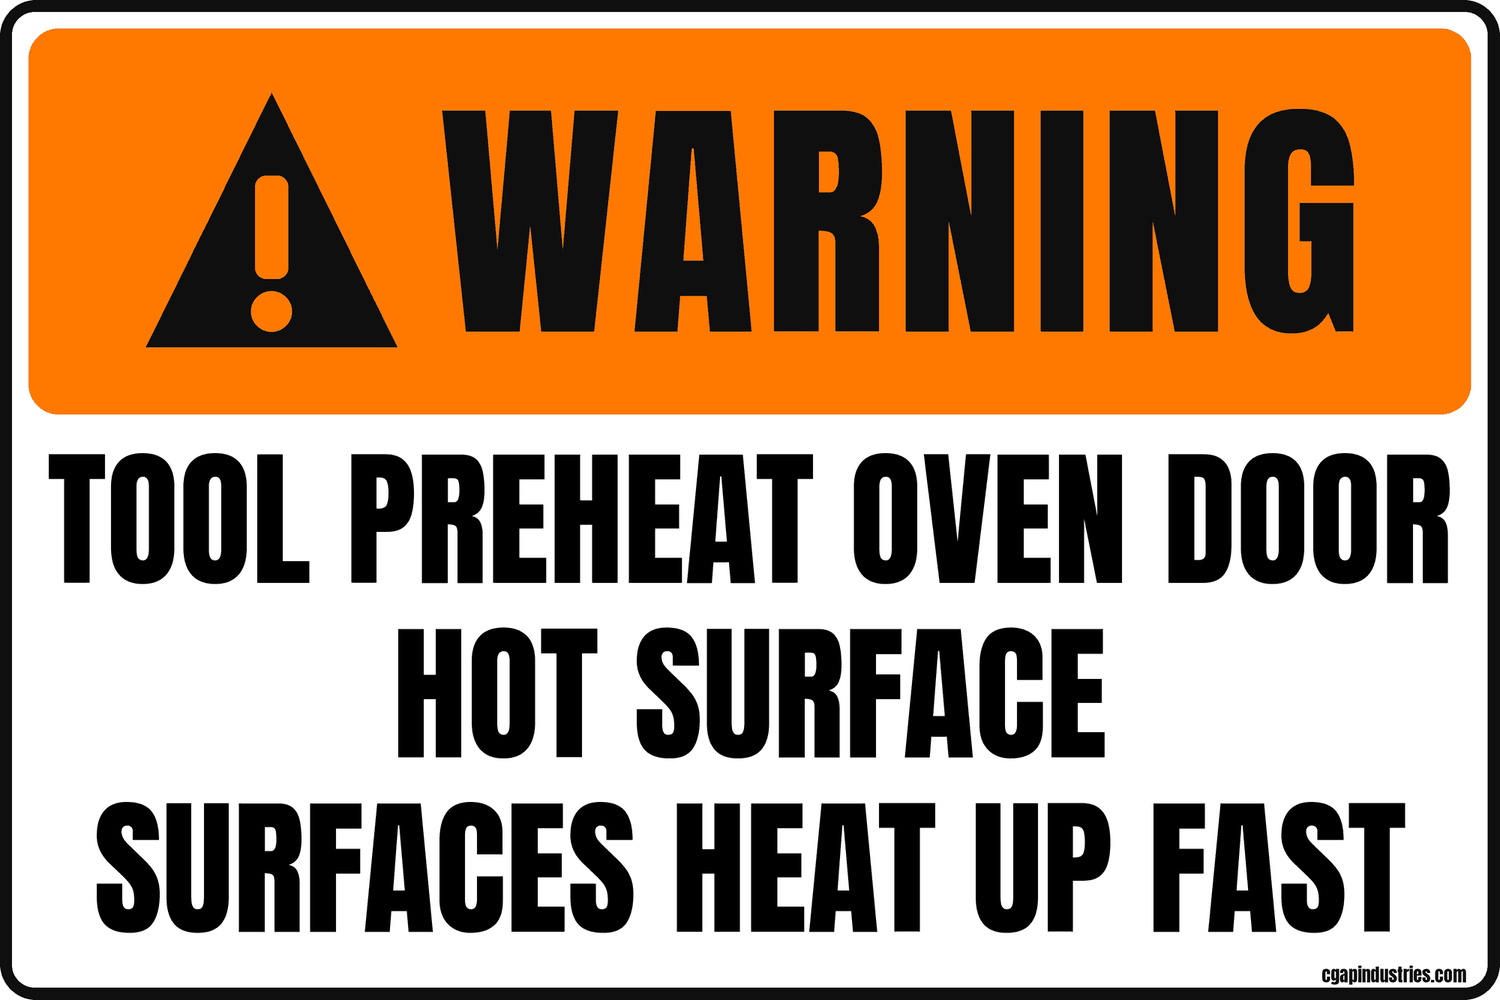 WARNING
TOOL PREHEAT OVEN DOOR
HOT SURFACE
SURFACES HEAT UP FAST
cgapindustries.com